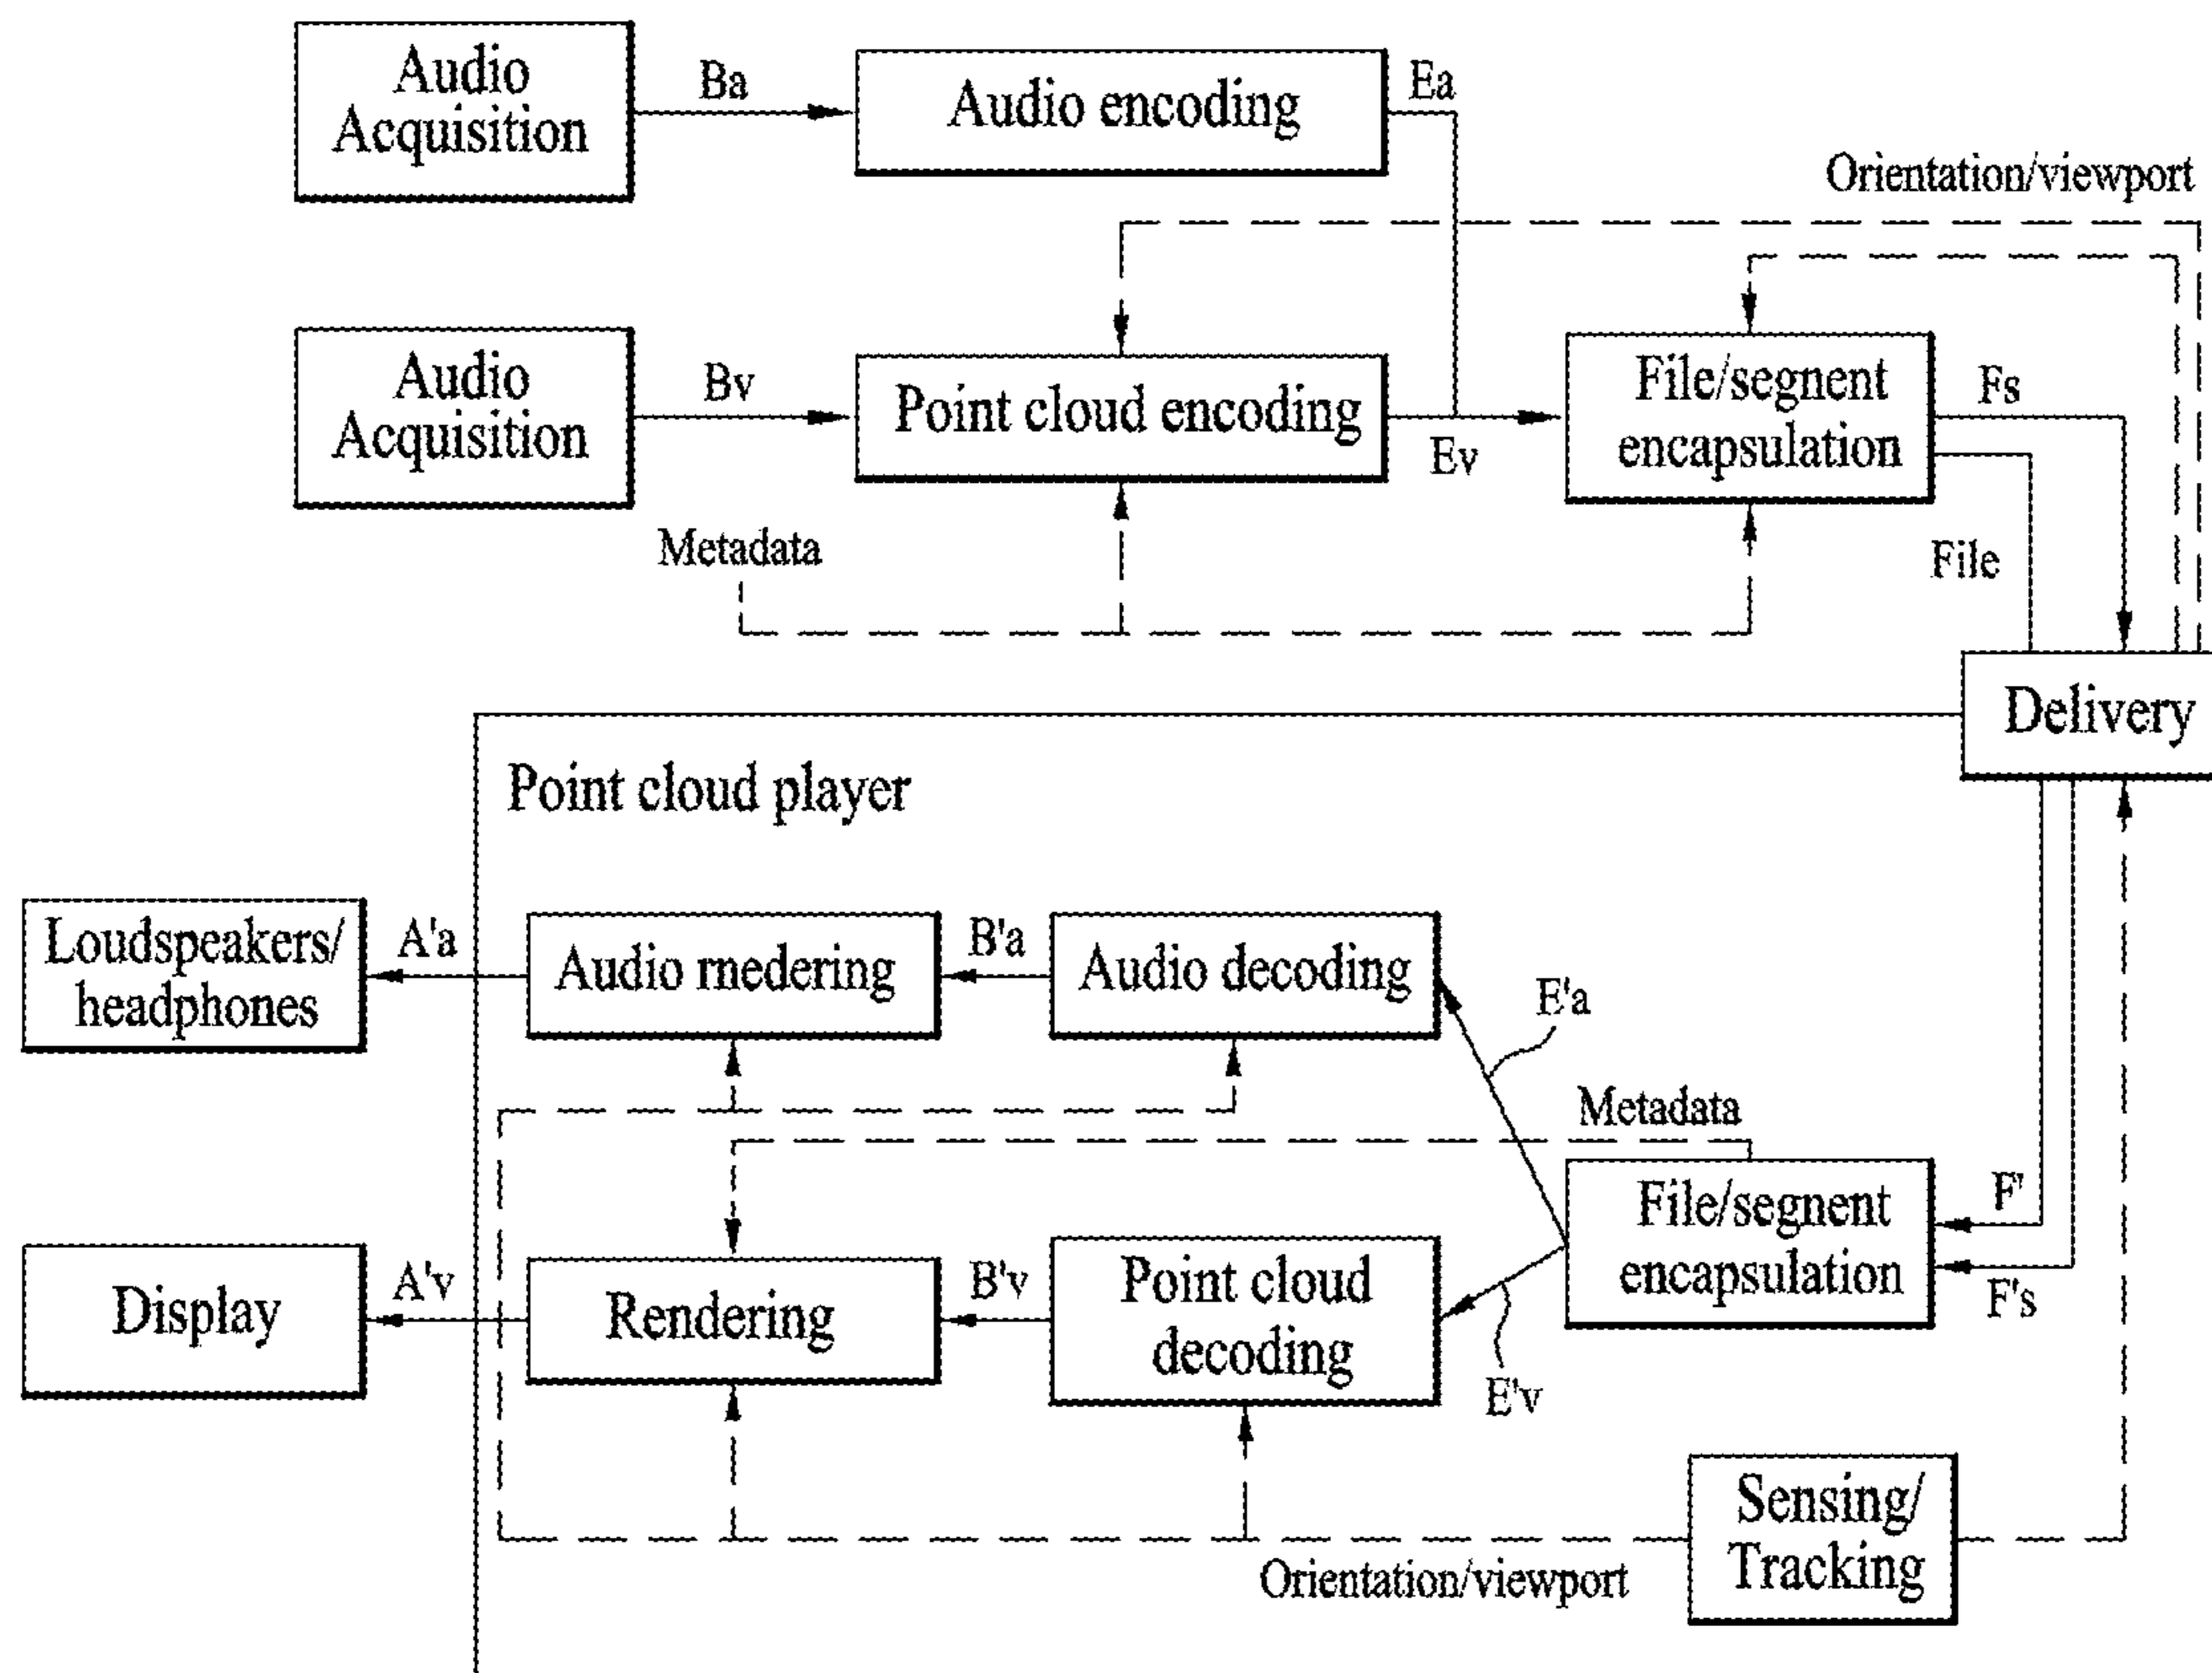 Audio
Acquisition
Ba
Audio encoding
Ea
Orientation/viewport
Audio
Acquisition
Bv
Point cloud encoding
Ev
File/segnent
encapsulation
Fs
File
Metadata
Delivery
Point cloud player
Loudspeakers/
headphones
A'a
Audio rnedering
B'a
Audio decoding
E'a
Metadata
File/segnent
encapsulation
F'
F's
Display
A'v
Rendering
B'v
Point cloud
decoding
E'v
Sensing/
Tracking
Orientation/viewport